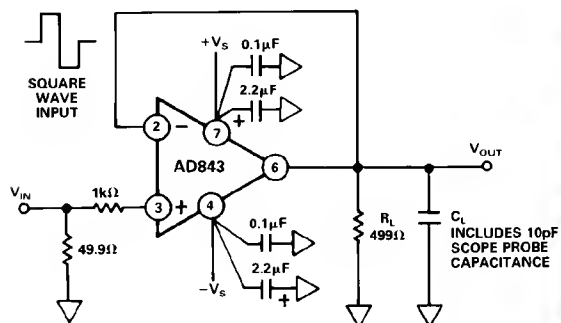 +Vs
0.1µF
SQUARE
WAVE
INPUT
2.2µF
+
2
−
7
AD843
6
VOUT
VIN
1kΩ
3
+
4
49.9Ω
0.1µF
2.2µF
+
−Vs
RL
499Ω
CL
INCLUDES 10pF
SCOPE PROBE
CAPACITANCE